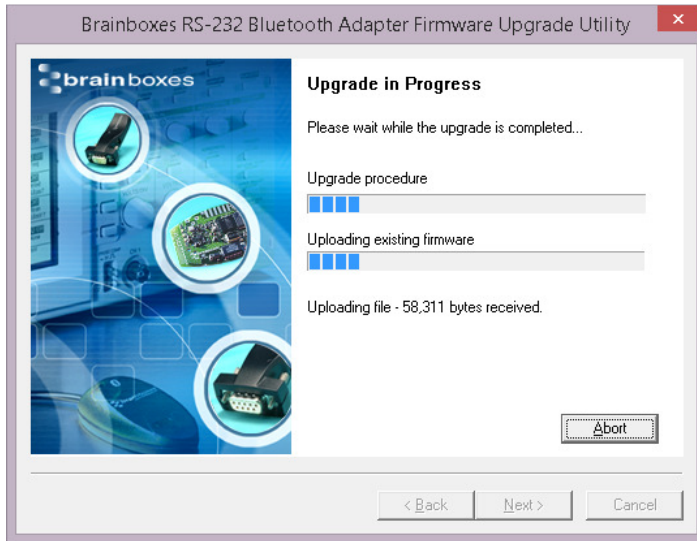 Brainboxes RS-232 Bluetooth Adapter Firmware Upgrade Utility
brainboxes
Upgrade in Progress
Please wait while the upgrade is completed...
Upgrade procedure
Uploading existing firmware
Uploading file - 58,311 bytes received.
Abort
< Back
Next >
Cancel